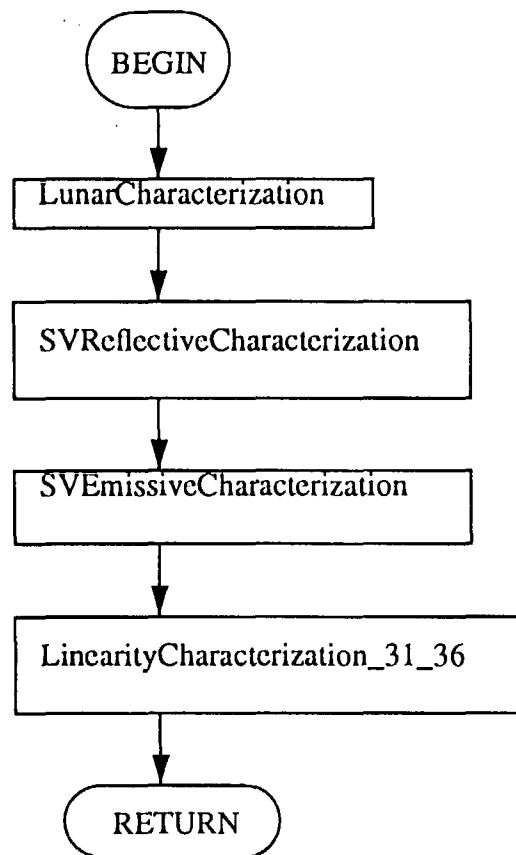 BEGIN
LunarCharacterization
SVReflectiveCharacterization
SVEmissiveCharacterization
LinearityCharacterization_31_36
RETURN